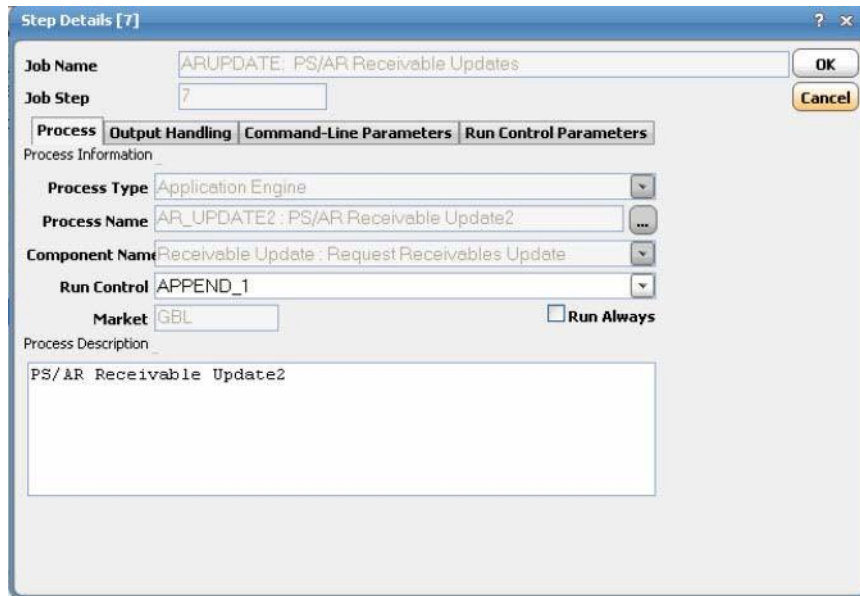 Step Details [7]
? x
Job Name ARUPDATE: PS/AR Receivable Updates OK
Job Step 7 Cancel
Process Output Handling Command-Line Parameters Run Control Parameters
Process Information
Process Type Application Engine
Process Name AR_UPDATE2 : PS/AR Receivable Update2 ...
Component Name Receivable Update : Request Receivables Update
Run Control APPEND_1
Market GBL Run Always
Process Description
PS/AR Receivable Update2